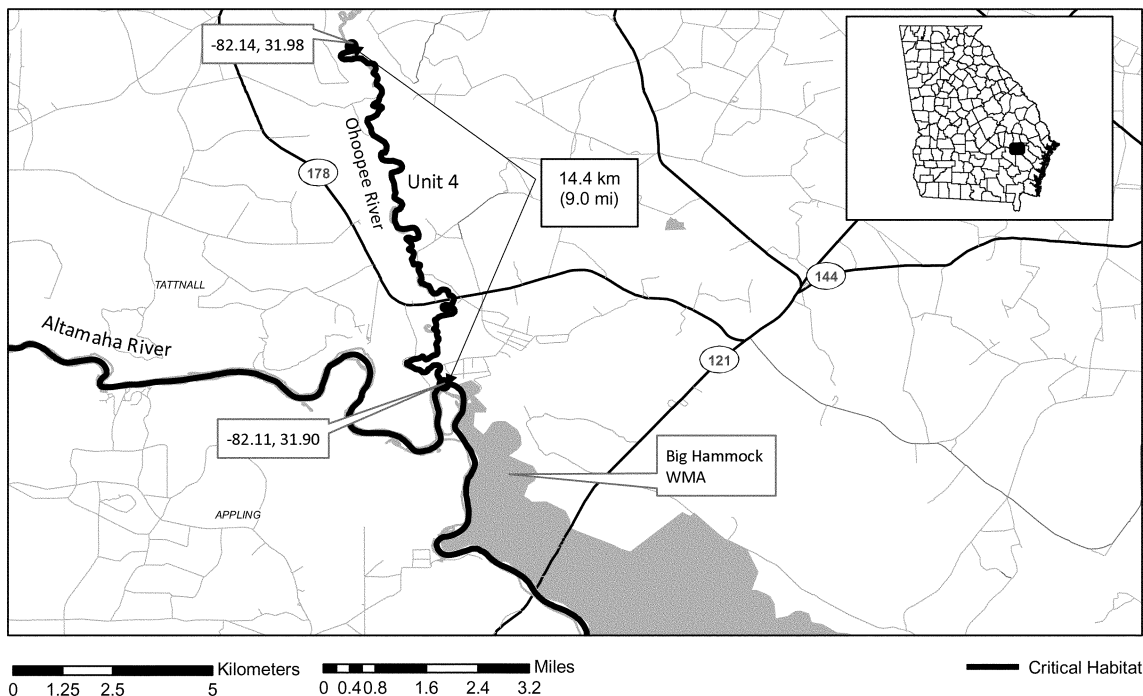 -82.14, 31.98
Ohoopee River
178
Unit 4
14.4 km
(9.0 mi)
144
TATTNALL
Altamaha River
121
-82.11, 31.90
Big Hammock
WMA
APPLING
Kilometers
0 1.25 2.5 5
Miles
0 0.4 0.8 1.6 2.4 3.2
Critical Habitat